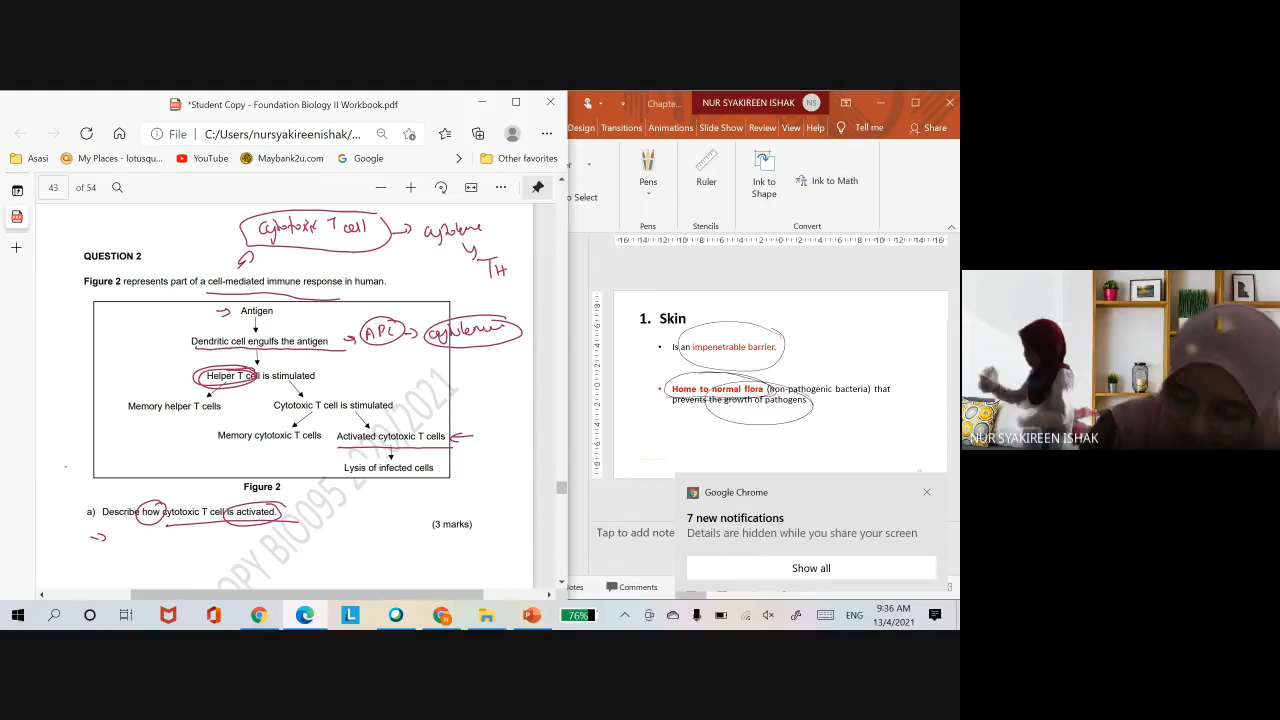 *Student Copy - Foundation Biology II Workbook.pdf
File
C:/Users/nursyakireenishak/...
Asasi
My Places - lotusqu...
YouTube
Maybank2u.com
Google
Other favorites
43 of 54
cytotoxic T cell
TH
QUESTION 2
Figure 2 represents part of a cell-mediated immune response in human.
Antigen
Dendritic cell engulfs the antigen
APC
Helper T cell is stimulated
Memory helper T cells
Cytotoxic T cell is stimulated
Memory cytotoxic T cells
Activated cytotoxic T cells
Lysis of infected cells
Figure 2
a) Describe how cytotoxic T cell is activated.
(3 marks)
COPY BIO095 27/0/2021
Chapte...
NUR SYAKIREEN ISHAK
NS
Design
Transitions
Animations
Slide Show
Review
View
Help
Tell me
Share
to Select
Pens
Ruler
Ink to Shape
Ink to Math
Pens
Stencils
Convert
1. Skin
• Is an impenetrable barrier.
• Home to normal flora (non-pathogenic bacteria) that
prevents the growth of pathogens
Google Chrome
7 new notifications
Details are hidden while you share your screen
Show all
Tap to add note
Comments
NUR SYAKIREEN ISHAK
76%
ENG
9:36 AM
13/4/2021